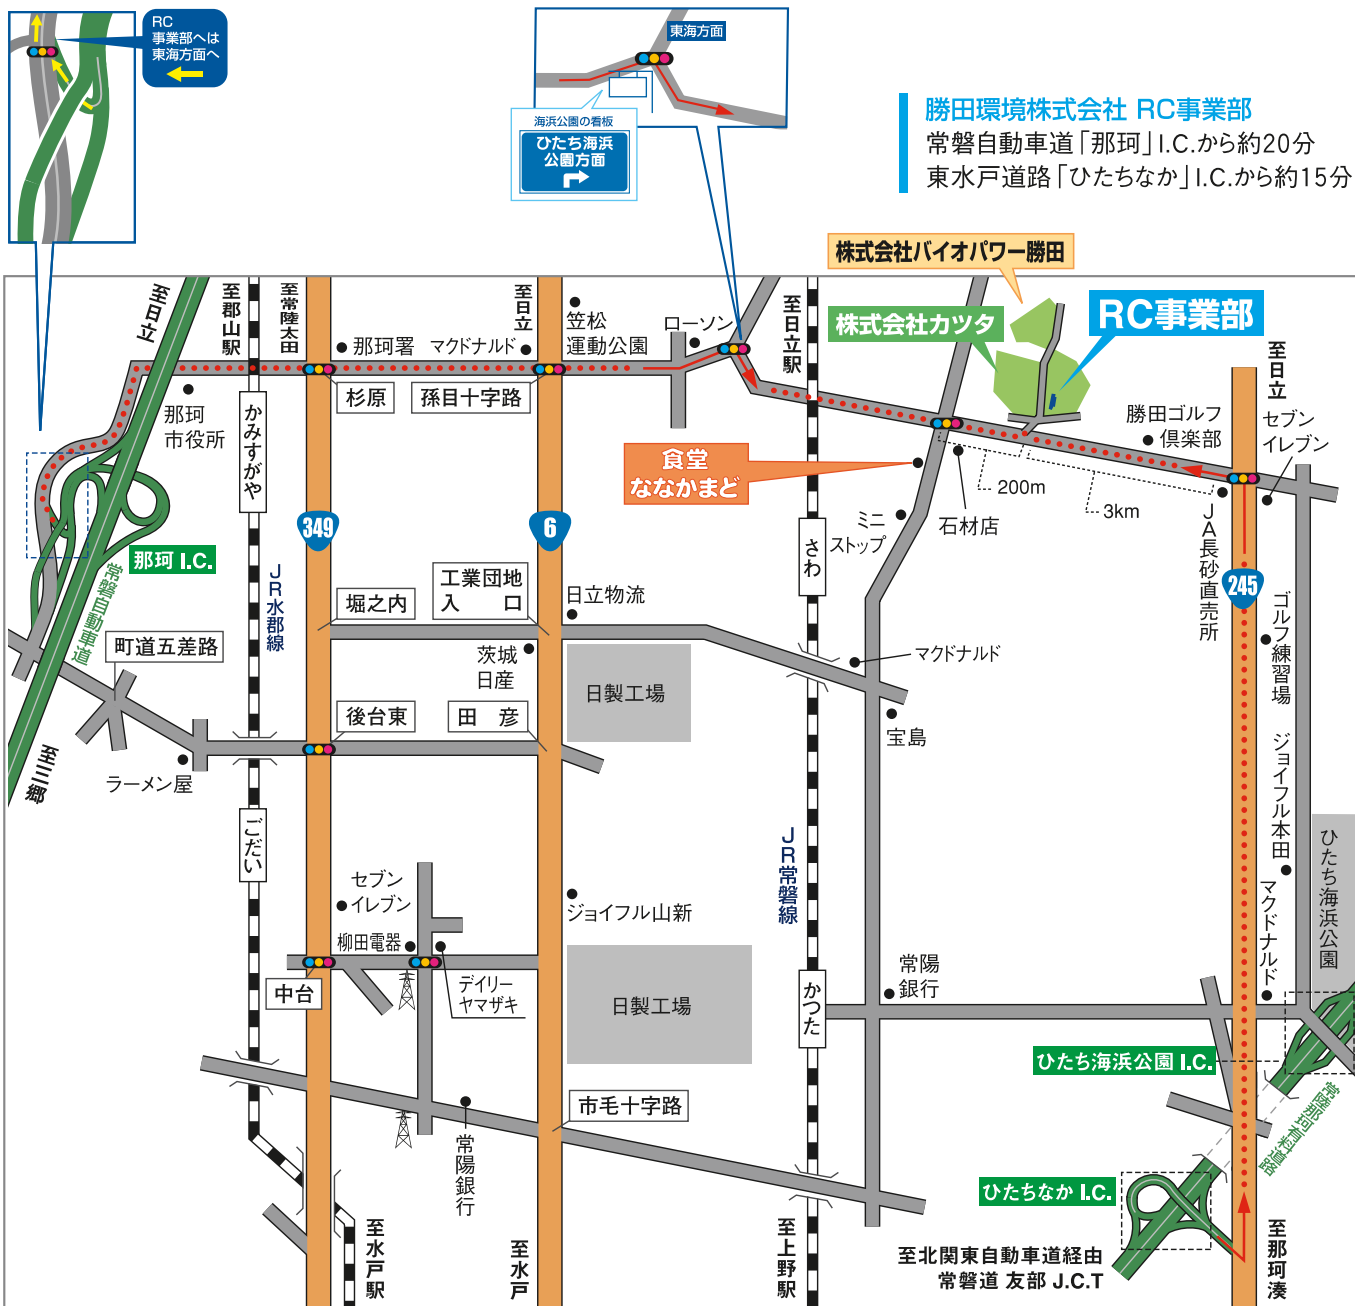 RC
事業部へは
東海方面へ
東海方面
海浜公園の看板
ひたち海浜
公園方面
勝田環境株式会社 RC事業部
常磐自動車道「那珂」I.C.から約20分
東水戸道路「ひたちなか」I.C.から約15分
株式会社バイオパワー勝田
株式会社カツタ
RC事業部
至日立
至郡山駅
至常陸太田
至日立
至日立駅
至日立
那珂署
マクドナルド
笠松
運動公園
ローソン
杉原
孫目十字路
那珂
市役所
かみすがや
勝田ゴルフ
倶楽部
セブン
イレブン
食堂
ななかまど
200m
3km
石材店
ミニ
ストップ
さわ
JA長砂直売所
349
6
245
那珂 I.C.
常磐自動車道
JR水郡線
堀之内
工業団地
入 口
日立物流
茨城
日産
日製工場
マクドナルド
宝島
ゴルフ練習場
ジョイフル本田
町道五差路
後台東
田 彦
ラーメン屋
至三郷
ごだい
JR常磐線
セブン
イレブン
柳田電器
ジョイフル山新
マクドナルド
ひたち海浜公園
中台
デイリー
ヤマザキ
日製工場
かつた
常陽
銀行
ひたち海浜公園 I.C.
市毛十字路
常陽銀行
常陸那珂有料道路
ひたちなか I.C.
至水戸駅
至水戸
至上野駅
至北関東自動車道経由
常磐道 友部 J.C.T
至那珂湊